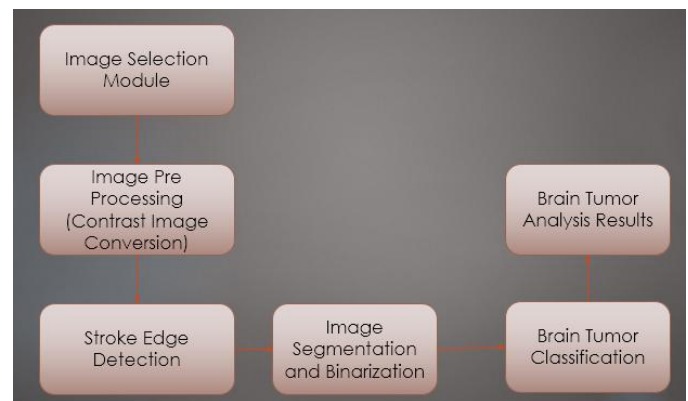 Image Selection
Module
Image Pre
Processing
(Contrast Image
Conversion)
Stroke Edge
Detection
Image
Segmentation
and Binarization
Brain Tumor
Classification
Brain Tumor
Analysis Results